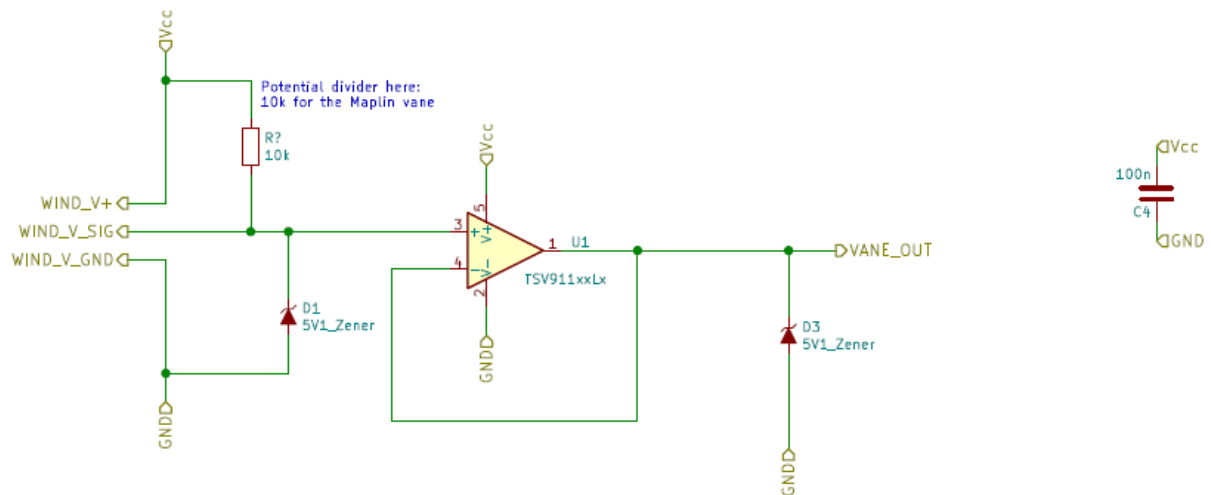 Vcc
Potential divider here:
10k for the Maplin vane
R?
10k
WIND_V+
WIND_V_SIG
WIND_V_GND
D1
5V1_Zener
GND
Vcc
5
3
+
V+
4
-
V-
2
1
U1
TSV911xxLx
GND
VANE_OUT
D3
5V1_Zener
GND
Vcc
100n
C4
GND